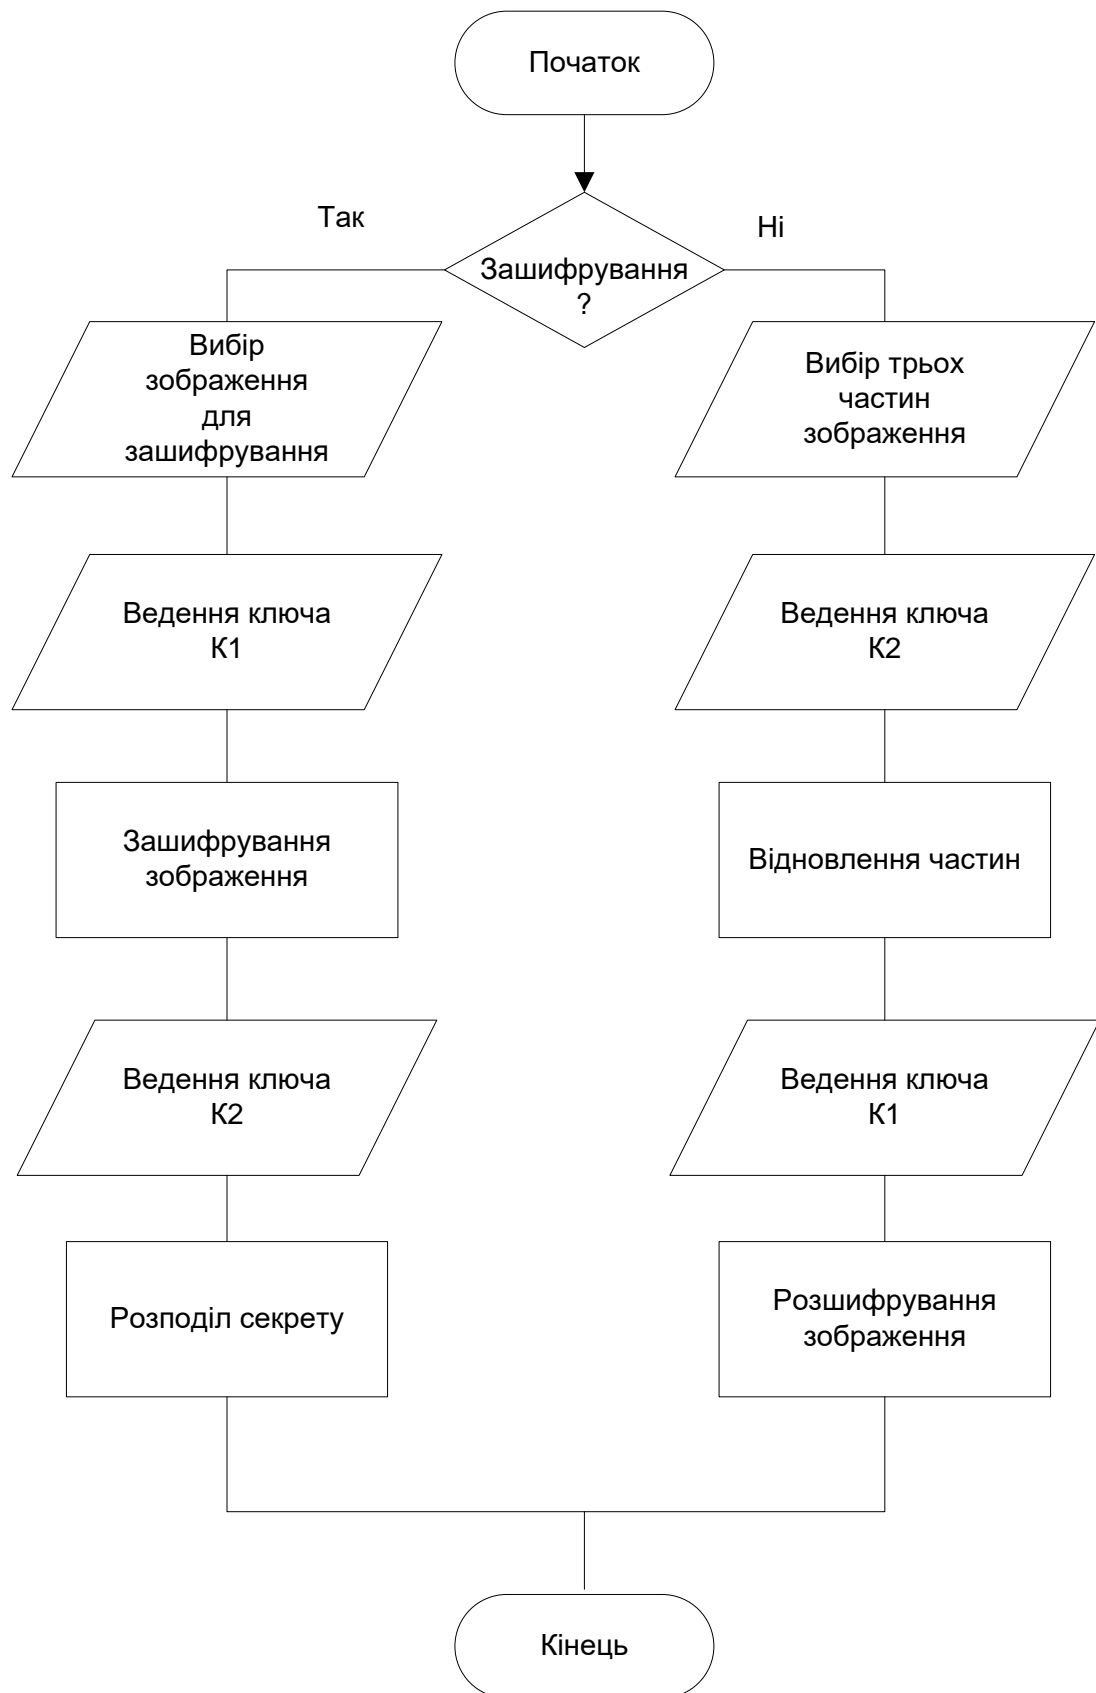 Початок
Так
Ні
Зашифрування
?
Вибір
зображення
для
зашифрування
Вибір трьох
частин
зображення
Ведення ключа
К1
Ведення ключа
К2
Зашифрування
зображення
Відновлення частин
Ведення ключа
К2
Ведення ключа
К1
Розподіл секрету
Розшифрування
зображення
Кінець